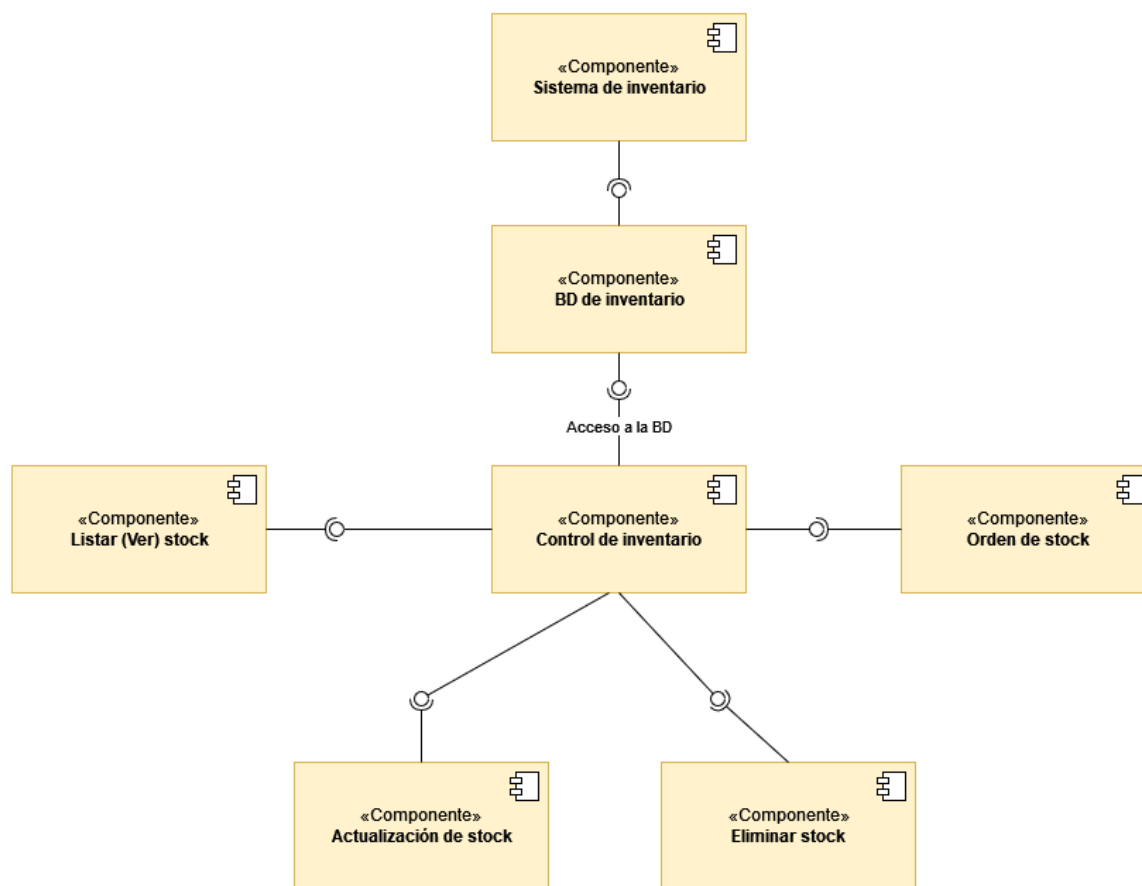 «Componente»
Sistema de inventario
«Componente»
BD de inventario
Acceso a la BD
«Componente»
Listar (Ver) stock
«Componente»
Control de inventario
«Componente»
Orden de stock
«Componente»
Actualización de stock
«Componente»
Eliminar stock